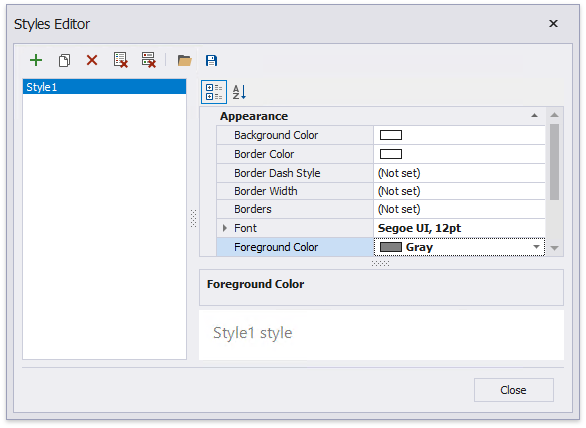 Styles Editor
Style1
A
Z
Appearance
Background Color
Border Color
Border Dash Style (Not set)
Border Width (Not set)
Borders (Not set)
Font Segoe UI, 12pt
Foreground Color Gray
Foreground Color
Style1 style
Close